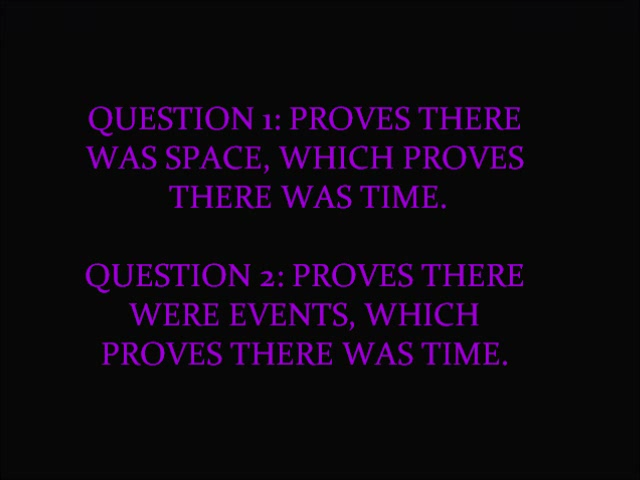 QUESTION 1: PROVES THERE
WAS SPACE, WHICH PROVES
THERE WAS TIME.
QUESTION 2: PROVES THERE
WERE EVENTS, WHICH
PROVES THERE WAS TIME.